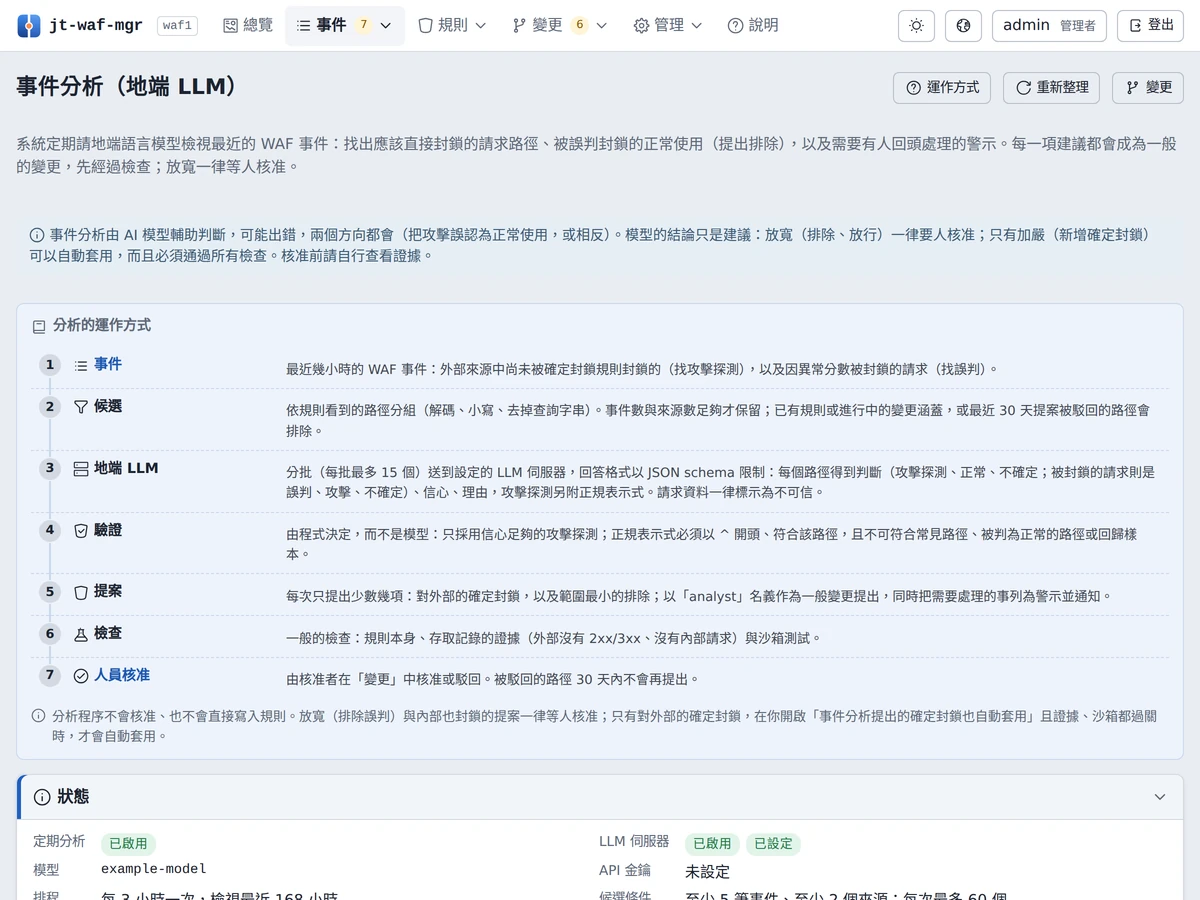 jt-waf-mgr waf1 總覽 事件 7 規則 變更 6 管理 說明 admin 管理者 登出
事件分析（地端 LLM） 運作方式 重新整理 變更
系統定期請地端語言模型檢視最近的 WAF 事件：找出應該直接封鎖的請求路徑、被誤判封鎖的正常使用（提出排除），以及需要有人回頭處理的警示。每一項建議都會成為一般
的變更，先經過檢查；放寬一律等人核准。
事件分析由 AI 模型輔助判斷，可能出錯，兩個方向都會（把攻擊誤認為正常使用，或相反）。模型的結論只是建議：放寬（排除、放行）一律要人核准；只有加嚴（新增確定封鎖）
可以自動套用，而且必須通過所有檢查。核准前請自行查看證據。
分析的運作方式
1 事件 最近幾小時的 WAF 事件：外部來源中尚未被確定封鎖規則封鎖的（找攻擊探測），以及因異常分數被封鎖的請求（找誤判）。
2 候選 依規則看到的路徑分組（解碼、小寫、去掉查詢字串）。事件數與來源數足夠才保留；已有規則或進行中的變更涵蓋，或最近 30 天提案被駁回的路徑會
排除。
3 地端 LLM 分批（每批最多 15 個）送到設定的 LLM 伺服器，回答格式以 JSON schema 限制：每個路徑得到判斷（攻擊探測、正常、不確定；被封鎖的請求則是
誤判、攻擊、不確定）、信心、理由，攻擊探測另附正規表示式。請求資料一律標示為不可信。
4 驗證 由程式決定，而不是模型：只採用信心足夠的攻擊探測；正規表示式必須以 ^ 開頭、符合該路徑，且不可符合常見路徑、被判為正常的路徑或回歸樣
本。
5 提案 每次只提出少數幾項：對外部的確定封鎖，以及範圍最小的排除；以「analyst」名義作為一般變更提出，同時把需要處理的事列為警示並通知。
6 檢查 一般的檢查：規則本身、存取記錄的證據（外部沒有 2xx/3xx、沒有內部請求）與沙箱測試。
7 人員核准 由核准者在「變更」中核准或駁回。被駁回的路徑 30 天內不會再提出。
分析程序不會核准、也不會直接寫入規則。放寬（排除誤判）與內部也封鎖的提案一律等人核准；只有對外部的確定封鎖，在你開啟「事件分析提出的確定封鎖也自動套用」且證據、沙箱都過關
時，才會自動套用。
狀態
定期分析 已啟用 LLM 伺服器 已啟用 已設定
模型 example-model API 金鑰 未設定
排程 每 3 小時一次，檢視最近 168 小時 候選條件 至少 5 筆事件、至少 2 個來源；每次最多 60 個